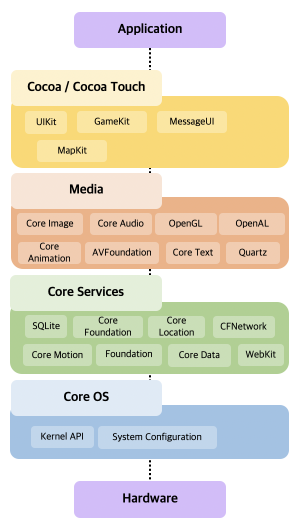 Application
Cocoa / Cocoa Touch
UIKit GameKit MessageUI
MapKit
Media
Core Image Core Audio OpenGL OpenAL
Core Animation AVFoundation Core Text Quartz
Core Services
SQLite Core Foundation Core Location CFNetwork
Core Motion Foundation Core Data WebKit
Core OS
Kernel API System Configuration
Hardware